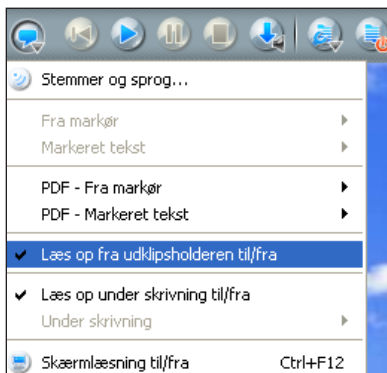 Stemmer og sprog...
Fra markør
Markeret tekst
PDF - Fra markør
PDF - Markeret tekst
Læs op fra udklipsholderen til/fra
Læs op under skrivning til/fra
Under skrivning
Skærmlæsning til/fra Ctrl+F12